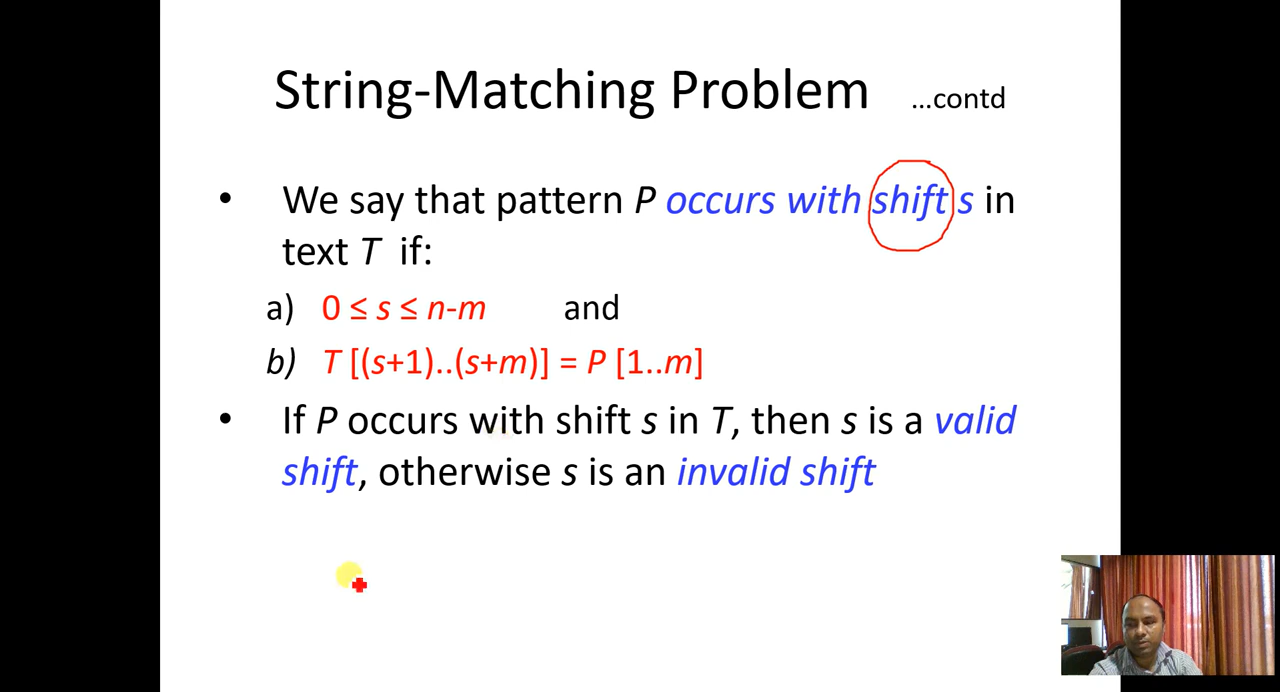 String-Matching Problem ...contd
• We say that pattern P occurs with shift s in
text T if:
a) 0 ≤ s ≤ n-m and
b) T [(s+1)..(s+m)] = P [1..m]
• If P occurs with shift s in T, then s is a valid
shift, otherwise s is an invalid shift